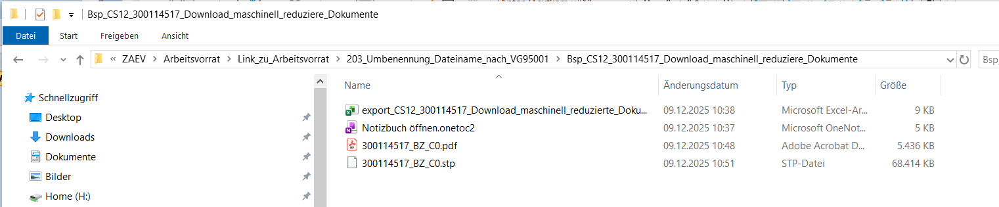 Bsp_CS12_300114517_Download_maschinell_reduziere_Dokumente
Datei Start Freigeben Ansicht
« ZAEV › Arbeitsvorrat › Link_zu_Arbeitsvorrat › 203_Umbenennung_Dateiname_nach_VG95001 › Bsp_CS12_300114517_Download_maschinell_reduziere_Dokumente
Bsp_
Schnellzugriff
Desktop
Downloads
Dokumente
Bilder
Home (H:)
Name Änderungsdatum Typ Größe
export_CS12_300114517_Download_maschinell_reduzierte_Doku... 09.12.2025 10:38 Microsoft Excel-Ar... 9 KB
Notizbuch öffnen.onetoc2 09.12.2025 10:37 Microsoft OneNot... 5 KB
300114517_BZ_C0.pdf 09.12.2025 10:48 Adobe Acrobat D... 5.436 KB
300114517_BZ_C0.stp 09.12.2025 10:51 STP-Datei 68.414 KB